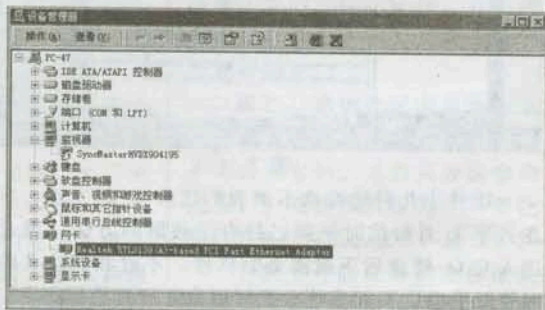 设备管理器
操作(A) 查看(V)
PC-47
IDE ATA/ATAPI 控制器
磁盘驱动器
存储卷
端口 (COM 和 LPT)
计算机
监视器
键盘
软盘控制器
声音、视频和游戏控制器
鼠标和其它指针设备
通用串行总线控制器
网卡
Realtek RTL8139(A)-based PCI Fast Ethernet Adapter
系统设备
显示卡